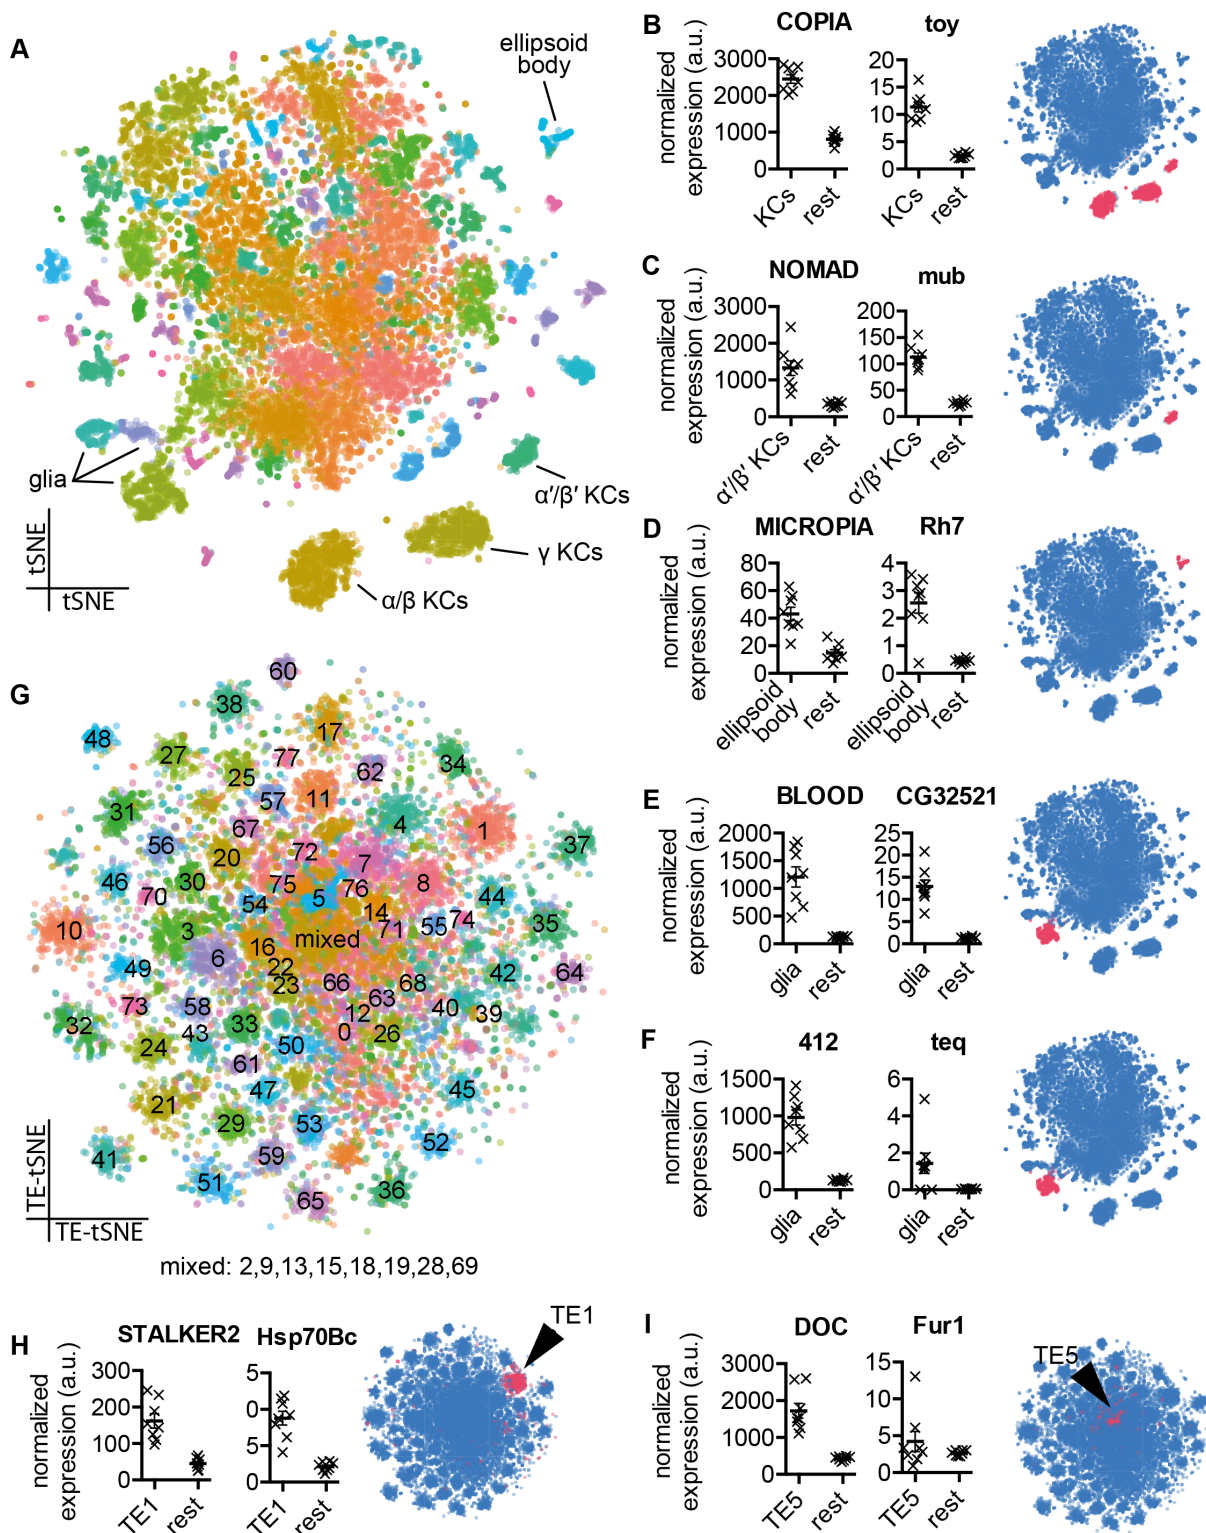 A
ellipsoid
body
glia
α′/β′ KCs
γ KCs
α/β KCs
tSNE
tSNE
B
COPIA
toy
normalized
expression (a.u.)
3000
2000
1000
0
20
15
10
5
0
KCs
rest
KCs
rest
C
NOMAD
mub
normalized
expression (a.u.)
3000
2000
1000
0
200
150
100
50
0
α′/β′ KCs
rest
α′/β′ KCs
rest
D
MICROPIA
Rh7
normalized
expression (a.u.)
80
60
40
20
0
4
3
2
1
0
ellipsoid
body
rest
ellipsoid
body
rest
E
BLOOD
CG32521
normalized
expression (a.u.)
2000
1500
1000
500
0
25
20
15
10
5
0
glia
rest
glia
rest
F
412
teq
normalized
expression (a.u.)
1500
1000
500
0
6
4
2
0
glia
rest
glia
rest
G
60
38
17
48
27
77
34
25
62
57
11
31
4
1
67
56
72
37
20
7
75
76
8
46
30
70
54
5
44
14
10
3
71
55
74
35
mixed
16
6
22
49
23
66
68
42
64
73
58
63
40
39
12
32
43
33
0
26
24
50
61
47
45
21
29
53
52
41
59
51
65
36
TE-tSNE
TE-tSNE
mixed: 2,9,13,15,18,19,28,69
H
STALKER2
Hsp70Bc
TE1
normalized
expression (a.u.)
300
200
100
0
5
0
5
0
TE1
rest
TE1
rest
I
DOC
Fur1
TE5
normalized
expression (a.u.)
3000
2000
1000
0
15
10
5
0
TE5
rest
TE5
rest